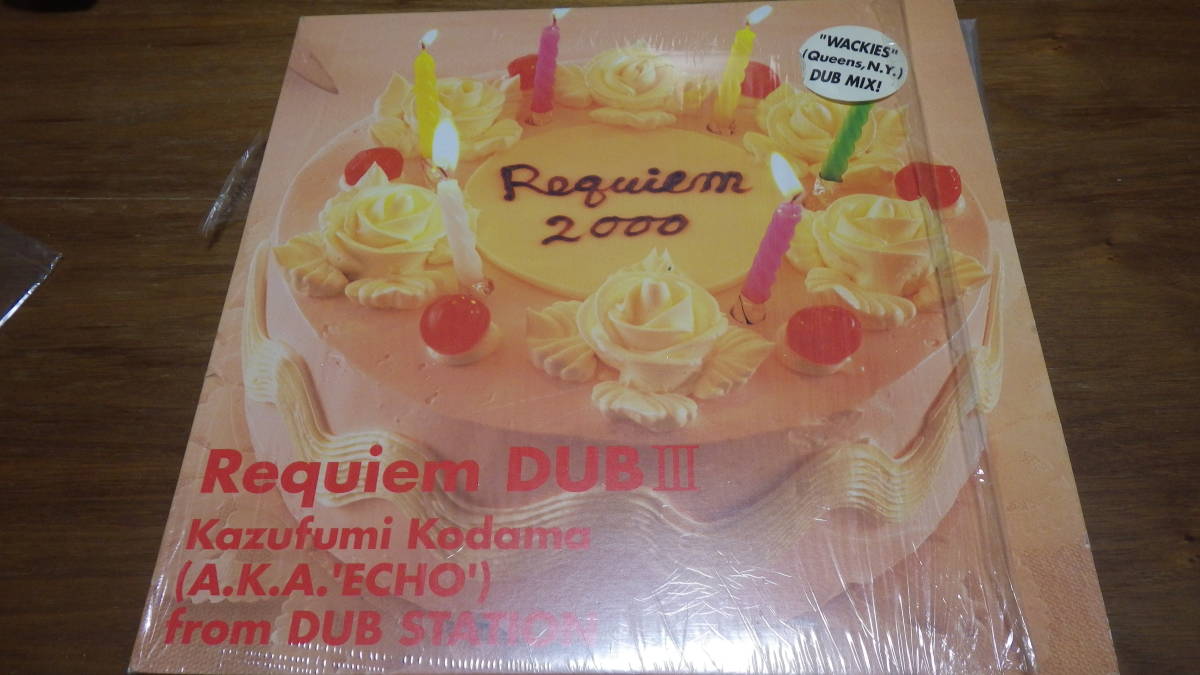 "WACKIES"
(Queens, N.Y.)
DUB MIX!
Requiem
2000
Requiem DUB III
Kazufumi Kodama
(A.K.A.'ECHO')
from DUB STATION